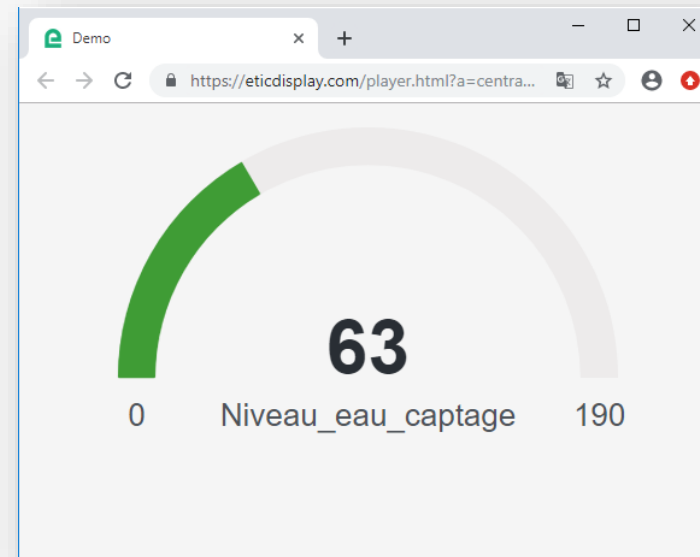 Demo
https://eticdisplay.com/player.html?a=centra...
63
0 Niveau_eau_captage 190